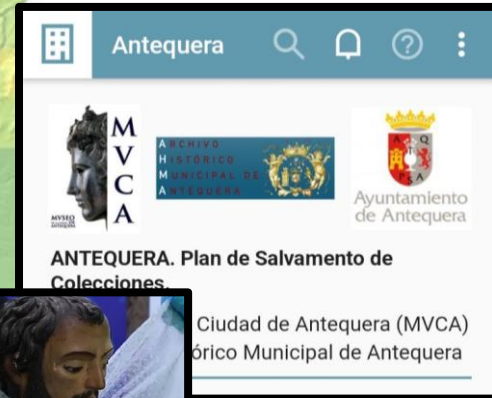 Antequera
M
V
C
A
MVSEO
ARCHIVO
HISTÓRICO
MUNICIPAL DE
ANTEQUERA
A Q
P S A
Ayuntamiento
de Antequera
ANTEQUERA. Plan de Salvamento de
Colecciones.
Ciudad de Antequera (MVCA)
órico Municipal de Antequera